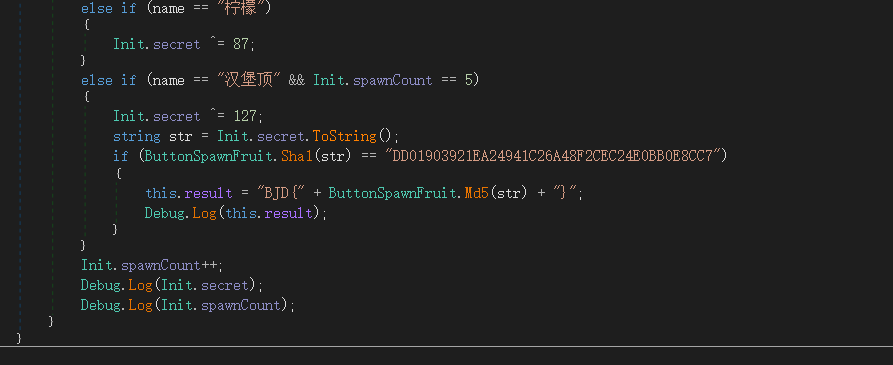 else if (name == "柠檬")
{
Init.secret ^= 87;
}
else if (name == "汉堡顶" && Init.spawnCount == 5)
{
Init.secret ^= 127;
string str = Init.secret.ToString();
if (ButtonSpawnFruit.Sha1(str) == "DD01903921EA24941C26A48F2CEC24E0BB0E8CC7")
{
this.result = "BJD{" + ButtonSpawnFruit.Md5(str) + "}";
Debug.Log(this.result);
}
}
Init.spawnCount++;
Debug.Log(Init.secret);
Debug.Log(Init.spawnCount);
}
}